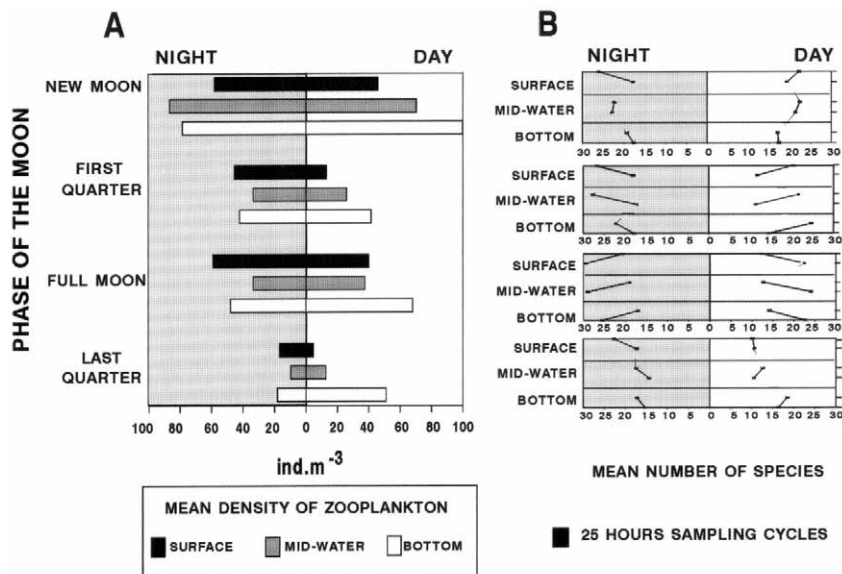 A
NIGHT DAY
PHASE OF THE MOON
NEW MOON
FIRST
QUARTER
FULL MOON
LAST
QUARTER
100 80 60 40 20 0 20 40 60 80 100
ind.m-3
MEAN DENSITY OF ZOOPLANKTON
SURFACE MID-WATER BOTTOM
B
NIGHT DAY
SURFACE
MID-WATER
BOTTOM
30 25 20 15 10 5 0 5 10 15 20 25 30
SURFACE
MID-WATER
BOTTOM
30 25 20 15 10 5 0 5 10 15 20 25 30
SURFACE
MID-WATER
BOTTOM
30 25 20 15 10 5 0 5 10 15 20 25 30
SURFACE
MID-WATER
BOTTOM
30 25 20 15 10 5 0 5 10 15 20 25 30
MEAN NUMBER OF SPECIES
25 HOURS SAMPLING CYCLES